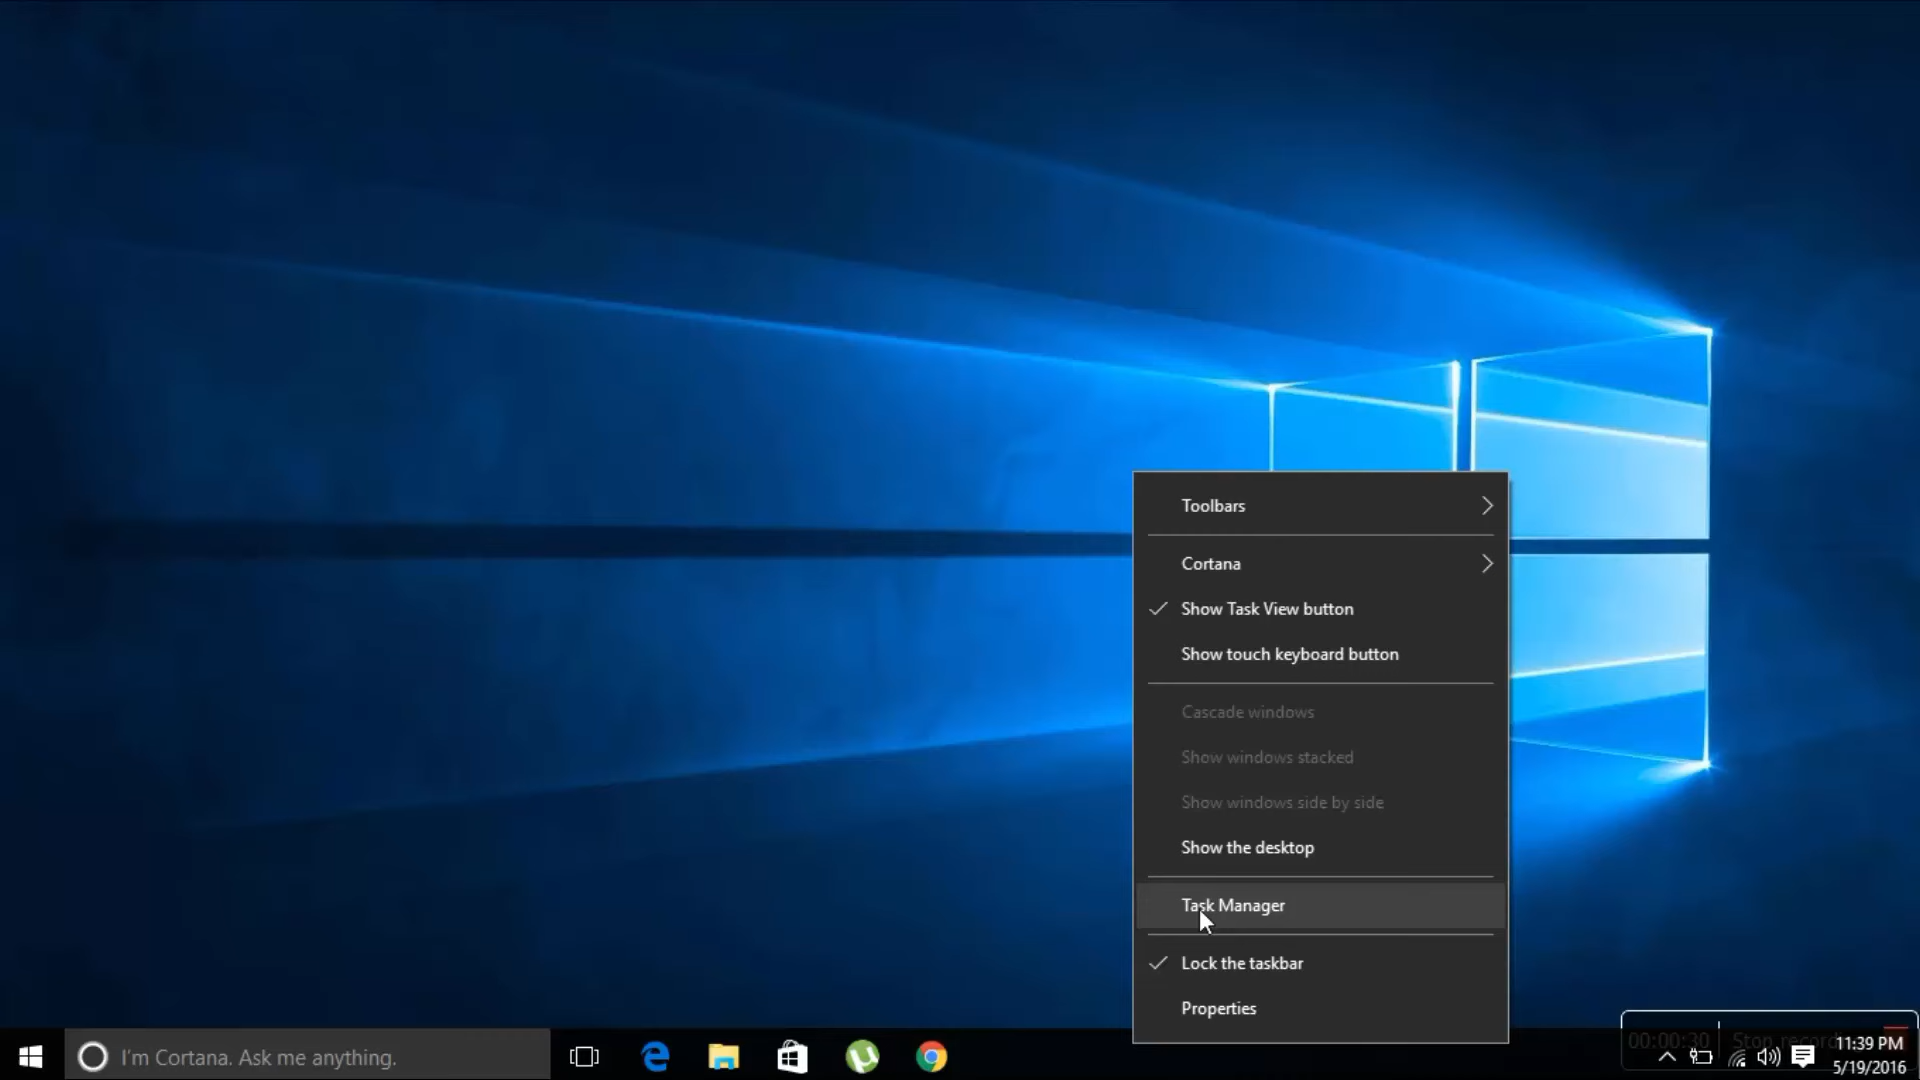 Toolbars
Cortana
Show Task View button
Show touch keyboard button
Cascade windows
Show windows stacked
Show windows side by side
Show the desktop
Task Manager
Lock the taskbar
Properties
I'm Cortana. Ask me anything.
00:00:30
Stop
11:39 PM
5/19/2016